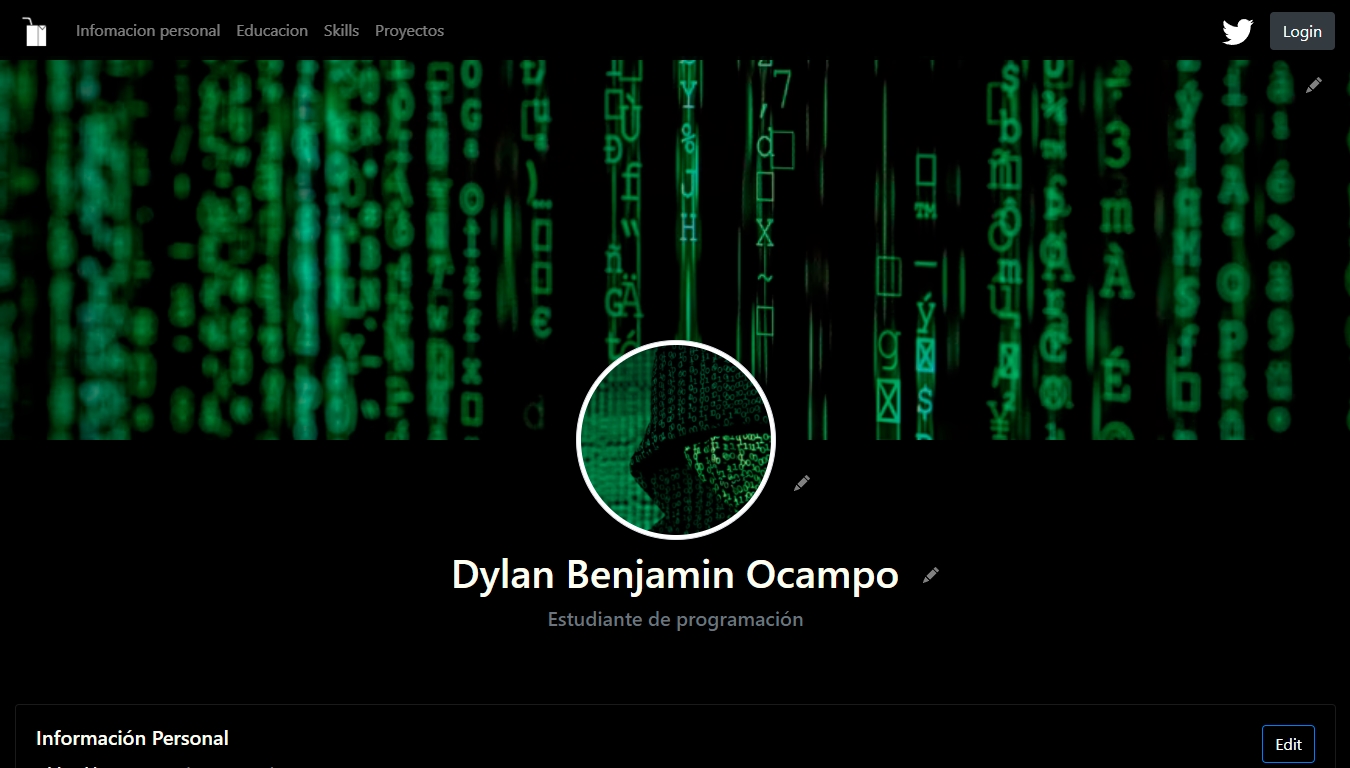 Infomacion personal Educacion Skills Proyectos Login
Dylan Benjamin Ocampo
Estudiante de programación
Información Personal
Edit